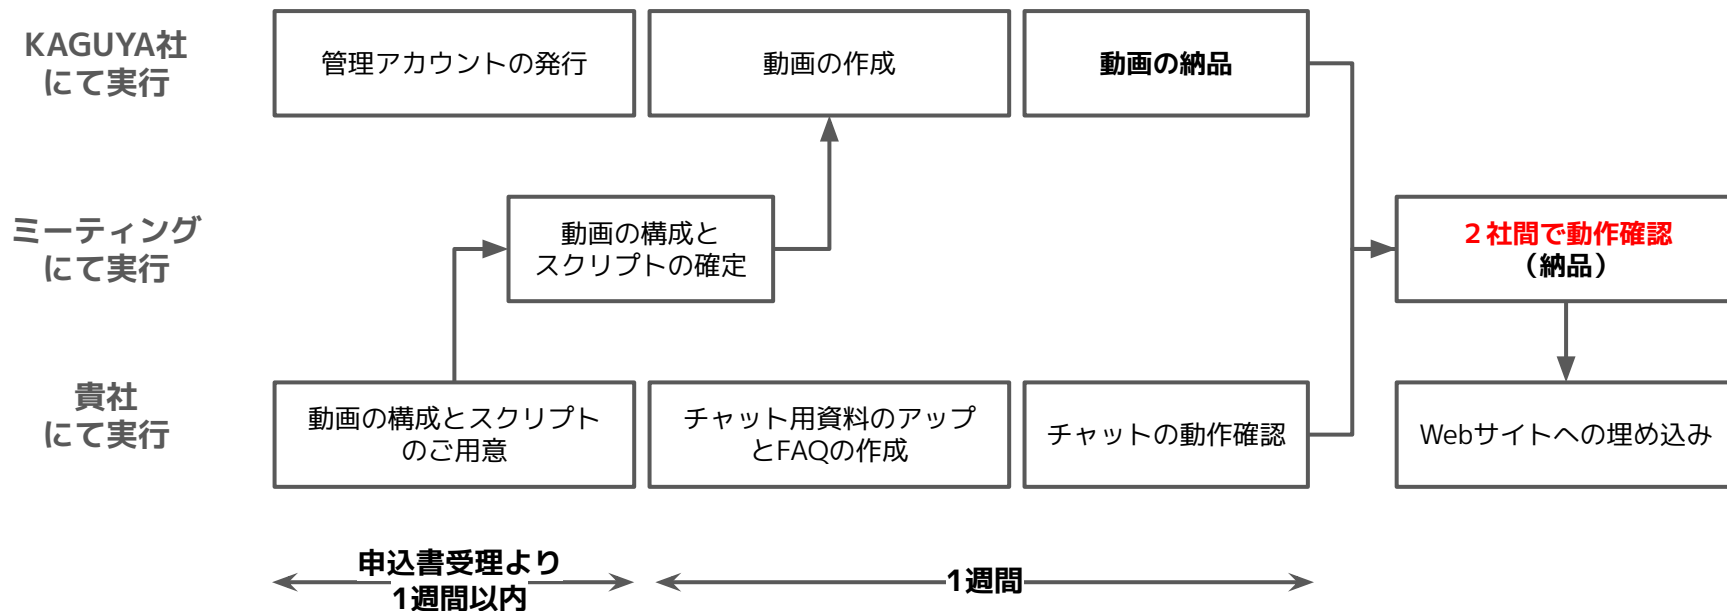 KAGUYA社
にて実行
管理アカウントの発行
動画の作成
動画の納品
ミーティング
にて実行
動画の構成と
スクリプトの確定
２社間で動作確認
（納品）
貴社
にて実行
動画の構成とスクリプト
のご用意
チャット用資料のアップ
とFAQの作成
チャットの動作確認
Webサイトへの埋め込み
申込書受理より
1週間以内
1週間